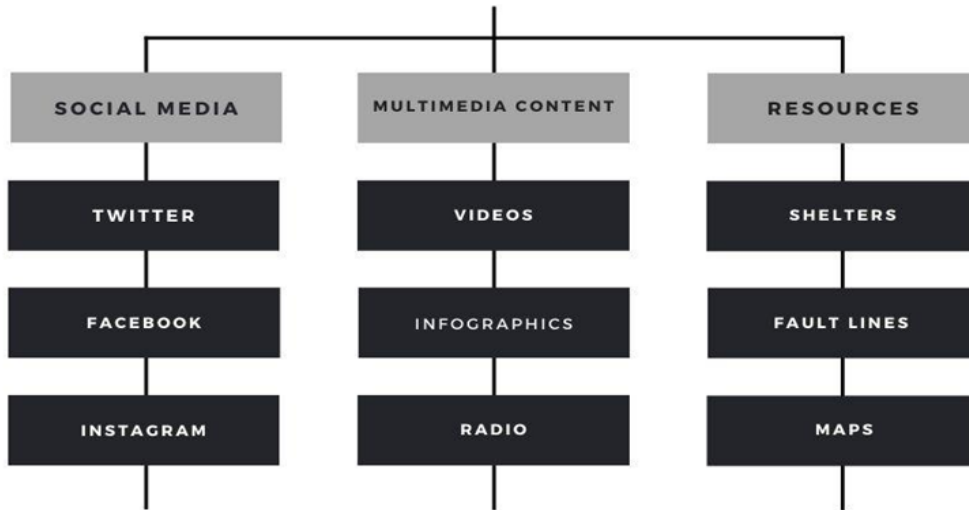 SOCIAL MEDIA
TWITTER
FACEBOOK
INSTAGRAM
MULTIMEDIA CONTENT
VIDEOS
INFOGRAPHICS
RADIO
RESOURCES
SHELTERS
FAULT LINES
MAPS